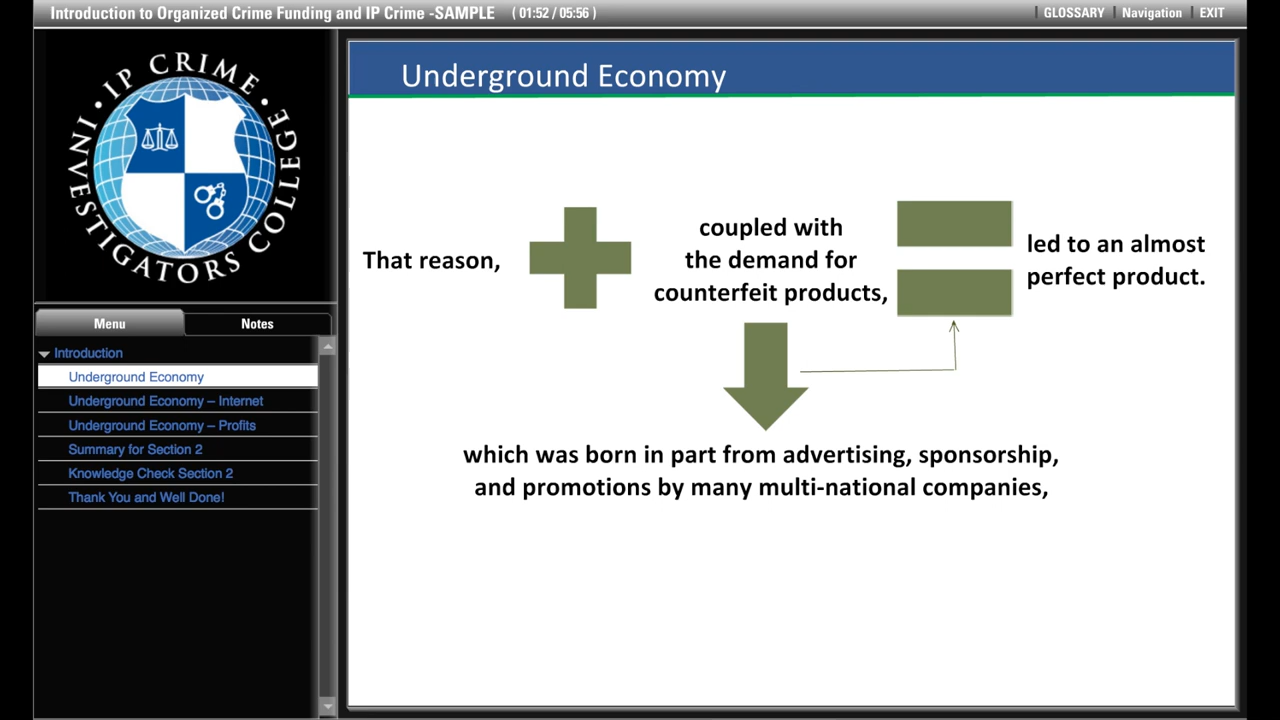 Introduction to Organized Crime Funding and IP Crime -SAMPLE ( 01:52 / 05:56 )
GLOSSARY Navigation EXIT
IP CRIME
INVESTIGATORS COLLEGE
Menu Notes
Introduction
Underground Economy
Underground Economy – Internet
Underground Economy – Profits
Summary for Section 2
Knowledge Check Section 2
Thank You and Well Done!
Underground Economy
That reason,
coupled with
the demand for
counterfeit products,
led to an almost
perfect product.
which was born in part from advertising, sponsorship,
and promotions by many multi-national companies,